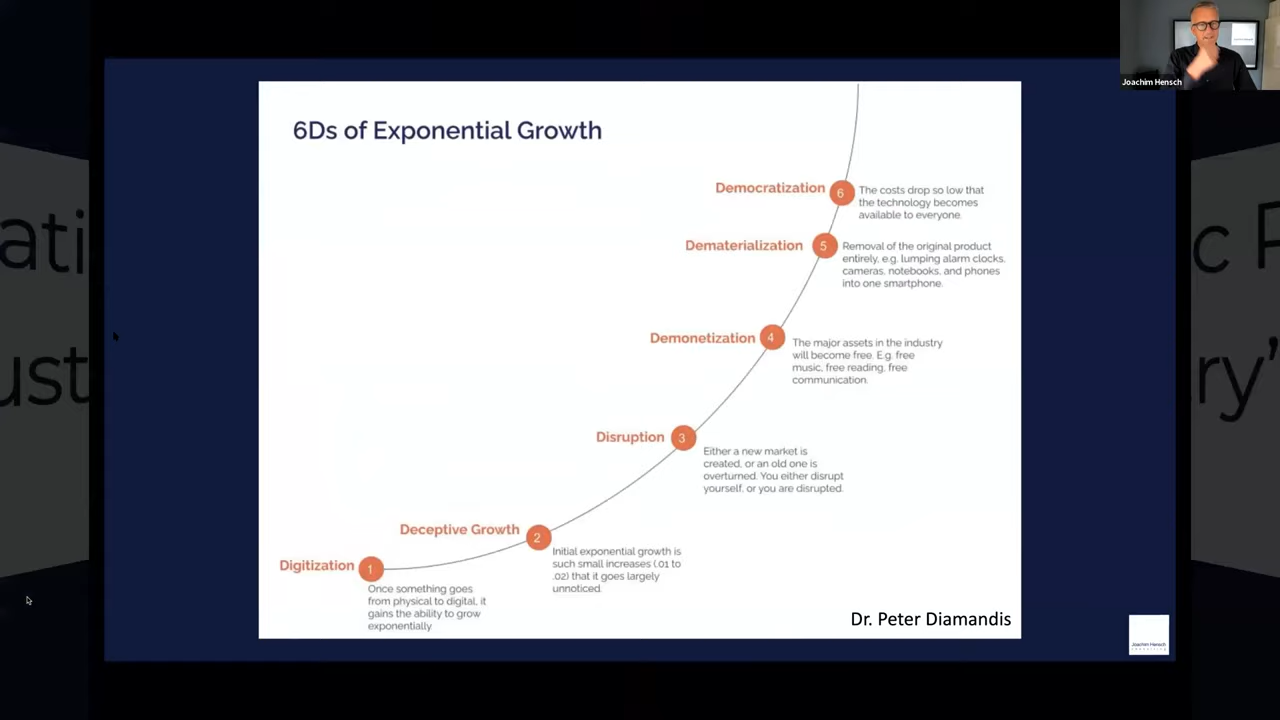 Joachim Hensch
6Ds of Exponential Growth
Democratization
6
The costs drop so low that
the technology becomes
available to everyone.
Dematerialization
5
Removal of the original product
entirely, e.g. lumping alarm clocks,
cameras, notebooks, and phones
into one smartphone.
Demonetization
4
The major assets in the industry
will become free. E.g. free
music, free reading, free
communication.
Disruption
3
Either a new market is
created, or an old one is
overturned. You either disrupt
yourself, or you are disrupted.
Deceptive Growth
2
Initial exponential growth is
such small increases (.01 to
.02) that it goes largely
unnoticed.
Digitization
1
Once something goes
from physical to digital, it
gains the ability to grow
exponentially
Dr. Peter Diamandis
Joachim Hensch
ati
ust
c P
ry'